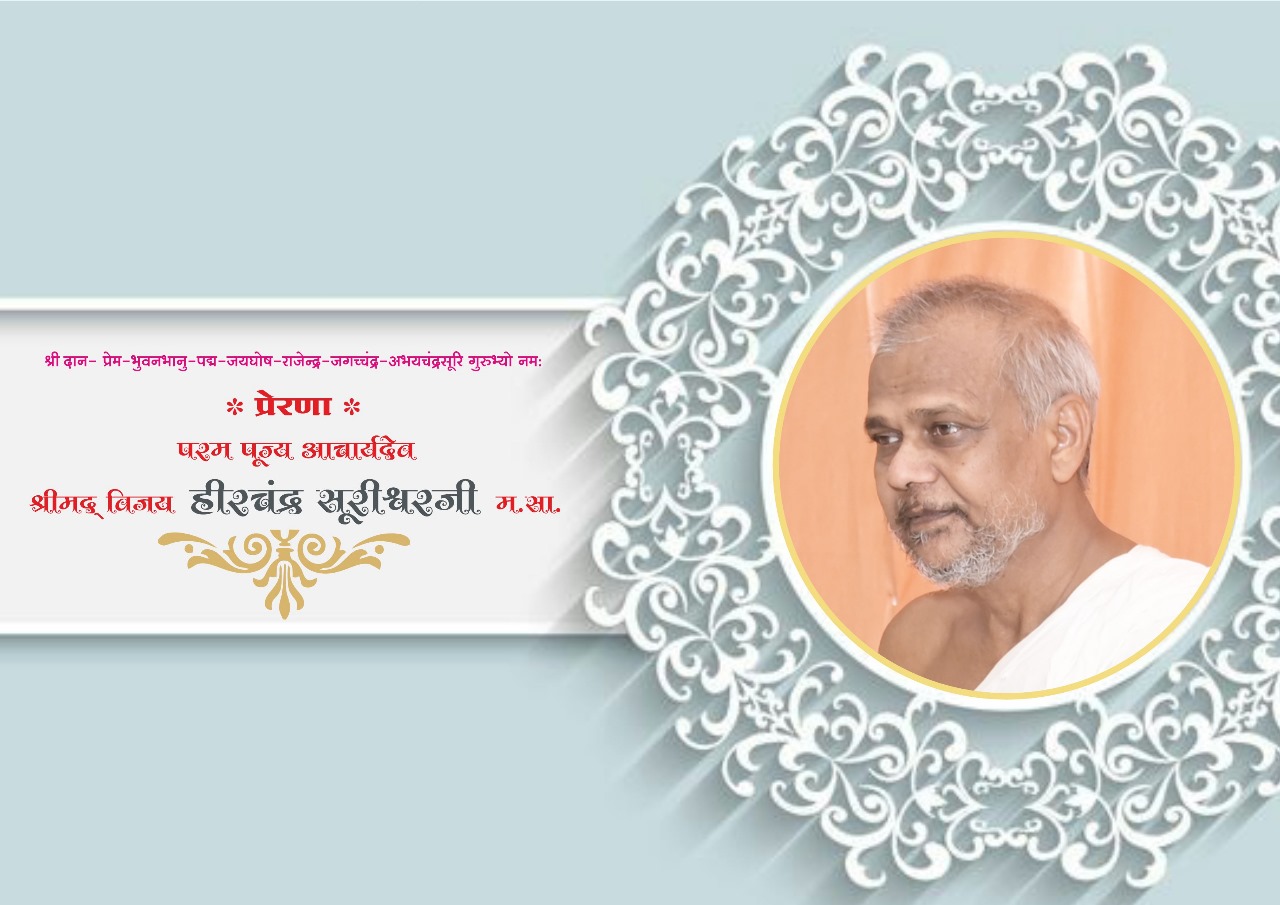 श्री दान- प्रेम-भुवनभानु-पद्म-जयघोष-राजेन्द्र-जगच्चंद्र-अभयचंद्रसूरि गुरुभ्यो नम:
* प्रेरणा *
परम पूज्य आचार्यदेव
श्रीमद् विजय हीरचंद्र सूरीश्वरजी म.सा.